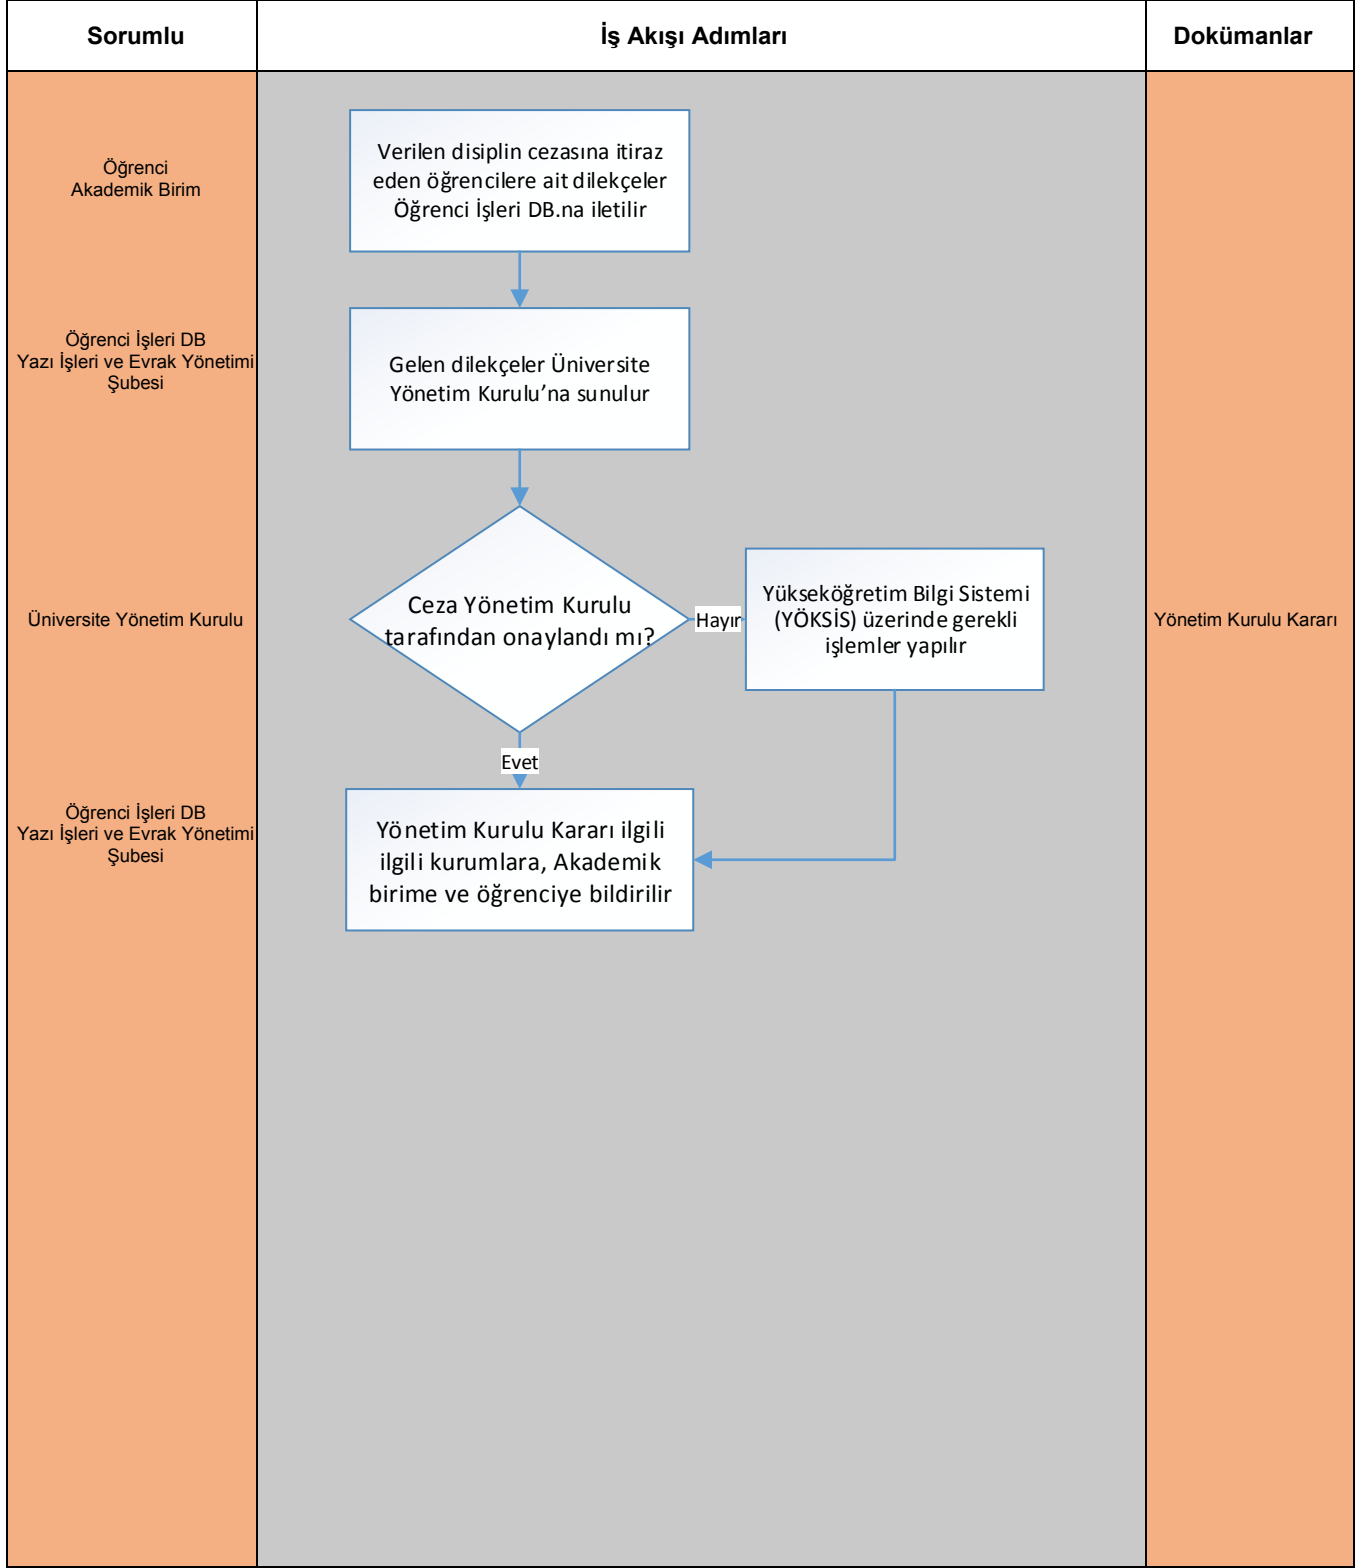 Sorumlu
İş Akışı Adımları
Dokümanlar
Öğrenci
Akademik Birim
Verilen disiplin cezasına itiraz
eden öğrencilere ait dilekçeler
Öğrenci İşleri DB.na iletilir
Öğrenci İşleri DB
Yazı İşleri ve Evrak Yönetimi
Şubesi
Gelen dilekçeler Üniversite
Yönetim Kurulu’na sunulur
Üniversite Yönetim Kurulu
Ceza Yönetim Kurulu
tarafından onaylandı mı?
Hayır
Yükseköğretim Bilgi Sistemi
(YÖKSİS) üzerinde gerekli
işlemler yapılır
Yönetim Kurulu Kararı
Evet
Öğrenci İşleri DB
Yazı İşleri ve Evrak Yönetimi
Şubesi
Yönetim Kurulu Kararı ilgili
ilgili kurumlara, Akademik
birime ve öğrenciye bildirilir